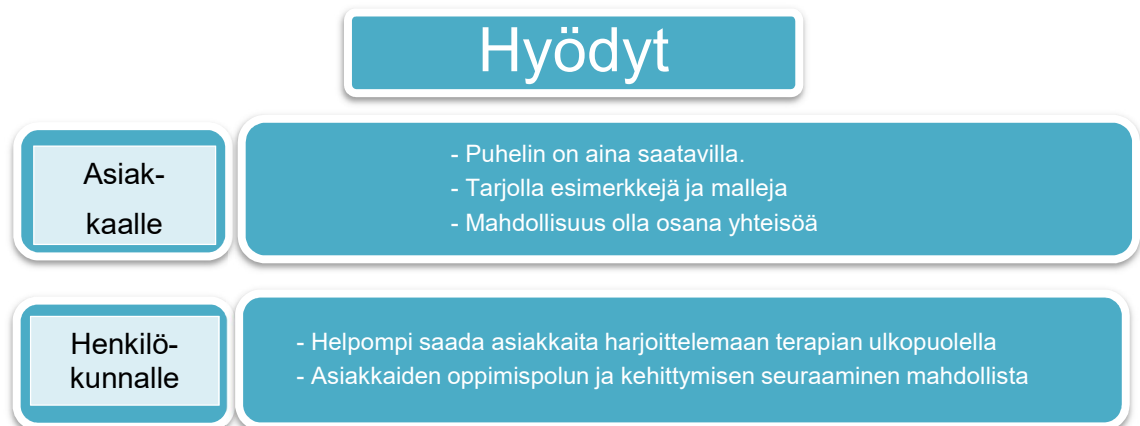 Hyödyt
Asiak-
kaalle
- Puhelin on aina saatavilla.
- Tarjolla esimerkkejä ja malleja
- Mahdollisuus olla osana yhteisöä
Henkilö-
kunnalle
- Helpompi saada asiakkaita harjoittelemaan terapian ulkopuolella
- Asiakkaiden oppimispolun ja kehittymisen seuraaminen mahdollista